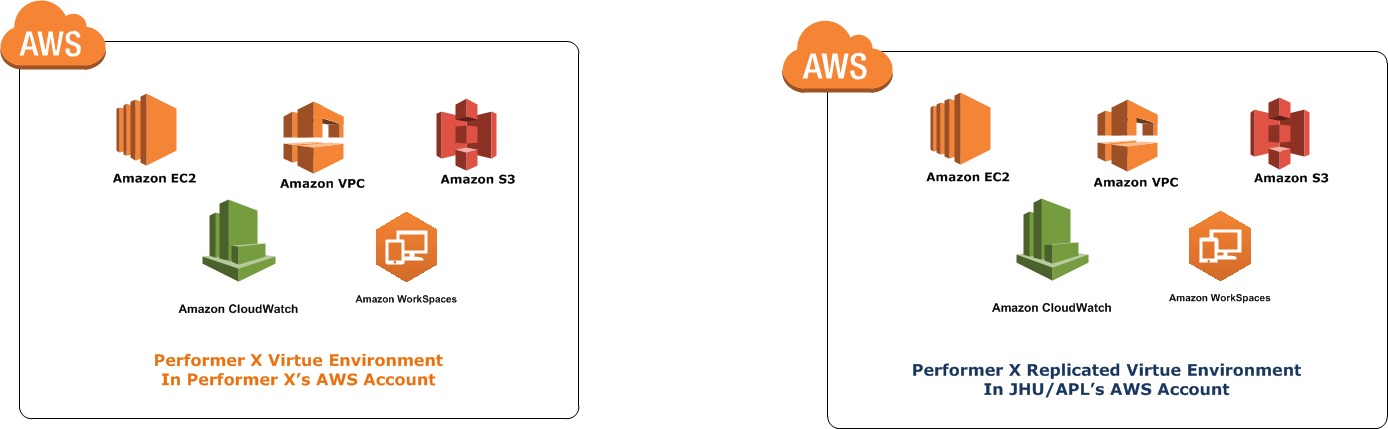 AWS
Amazon EC2
Amazon VPC
Amazon S3
Amazon CloudWatch
Amazon WorkSpaces
Performer X Virtue Environment
In Performer X’s AWS Account
AWS
Amazon EC2
Amazon VPC
Amazon S3
Amazon CloudWatch
Amazon WorkSpaces
Performer X Replicated Virtue Environment
In JHU/APL’s AWS Account